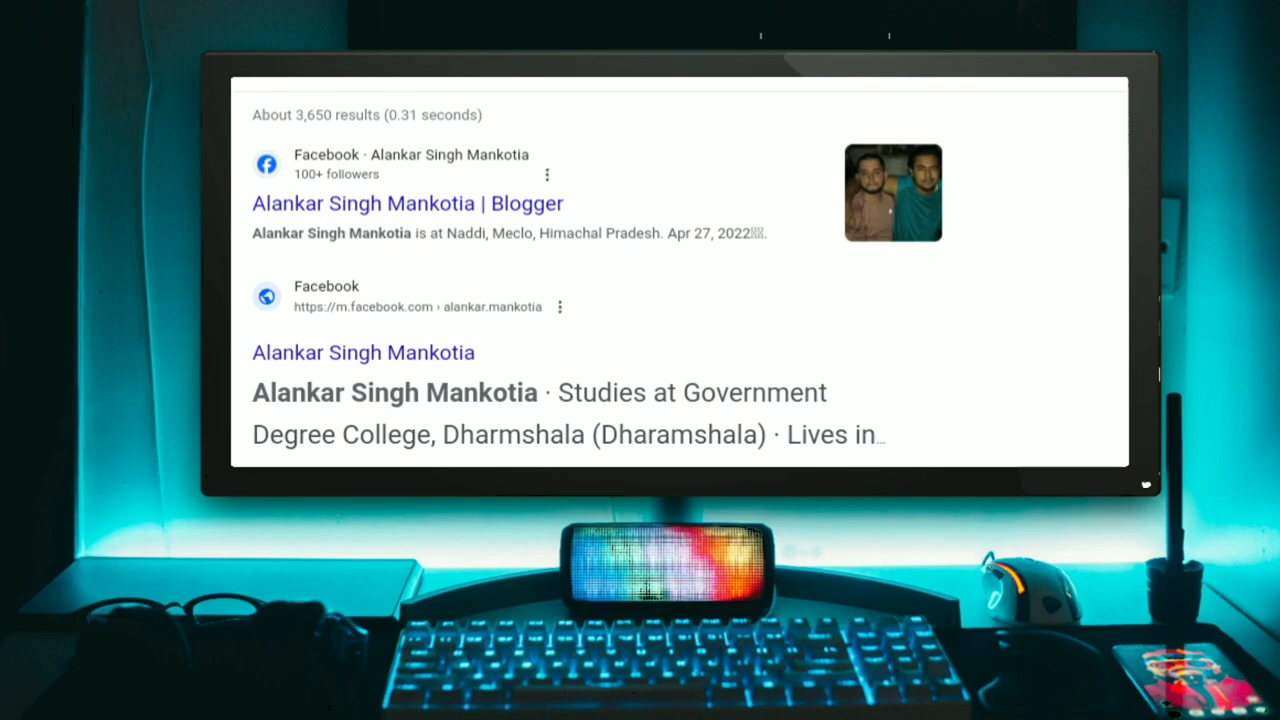 About 3,650 results (0.31 seconds)
Facebook · Alankar Singh Mankotia
100+ followers
Alankar Singh Mankotia | Blogger
Alankar Singh Mankotia is at Naddi, Meclo, Himachal Pradesh. Apr 27, 2022.
Facebook
https://m.facebook.com › alankar.mankotia
Alankar Singh Mankotia
Alankar Singh Mankotia · Studies at Government
Degree College, Dharmshala (Dharamshala) · Lives in...